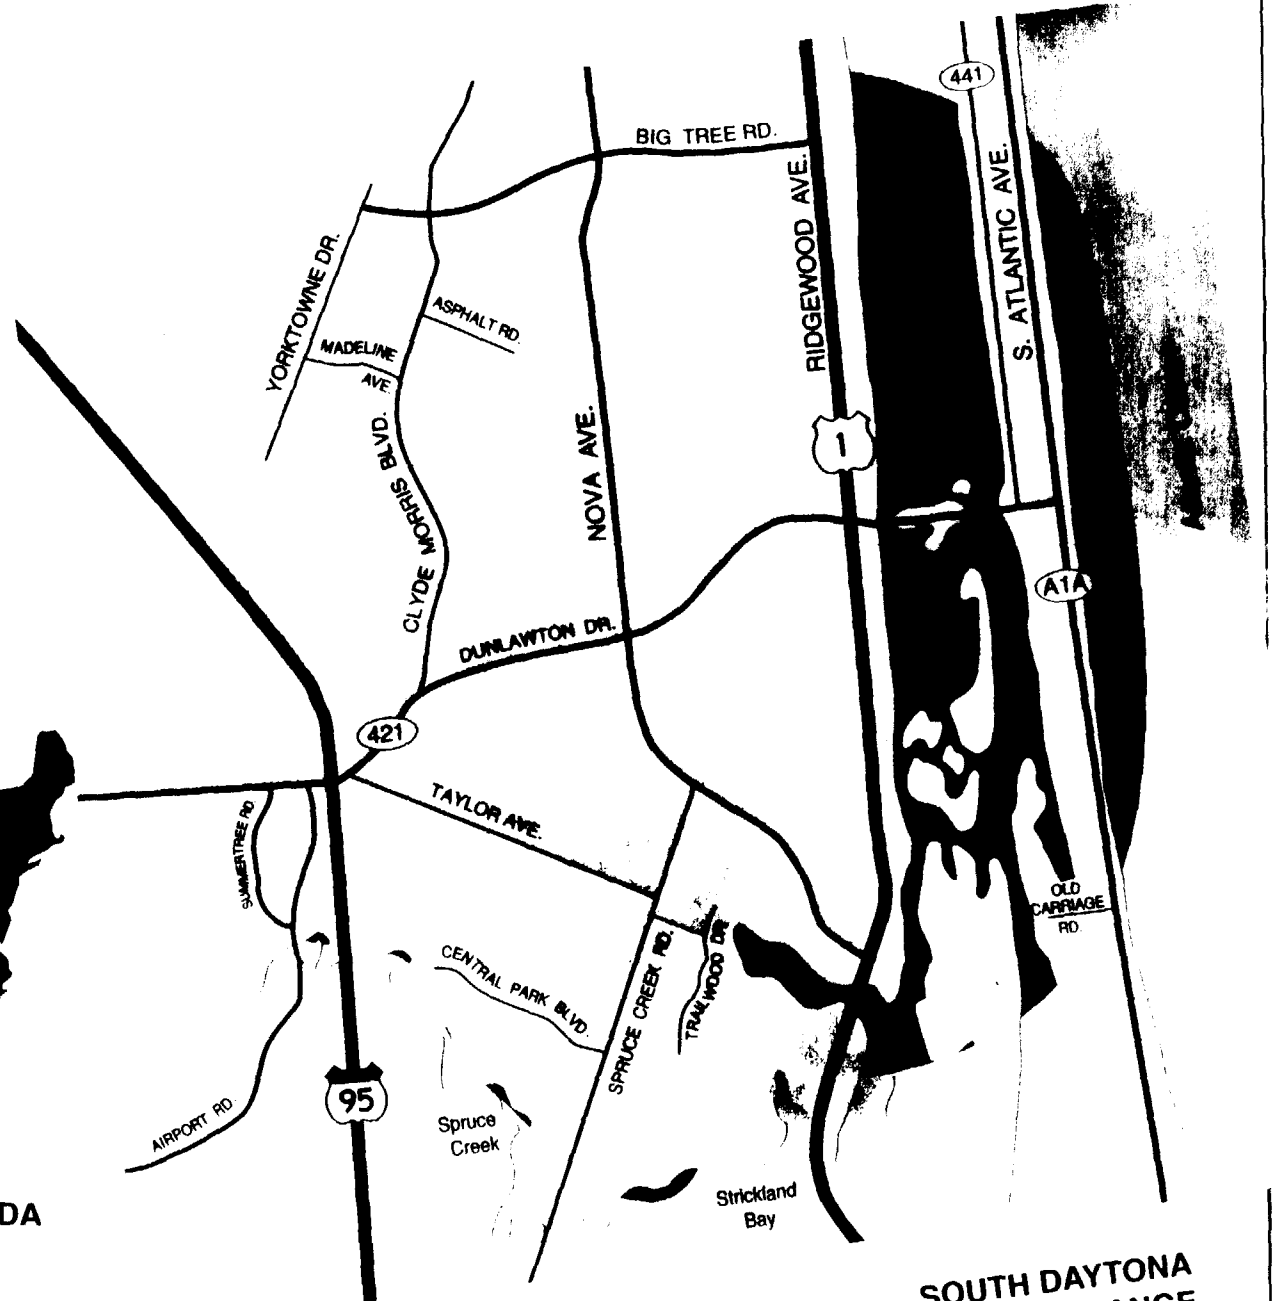 441
BIG TREE RD.
RIDGEWOOD AVE.
S. ATLANTIC AVE.
YORKTOWNE DR.
ASPHALT RD.
MADELINE
AVE.
CLYDE MORRIS BLVD.
NOVA AVE.
1
A1A
DUNLAWTON DR.
421
TAYLOR AVE.
SUMMERTREE RD.
OLD
CARRIAGE
RD.
CENTRAL PARK BLVD.
SPRUCE CREEK RD.
TRAILWOOD DR.
95
AIRPORT RD.
Spruce
Creek
Strickland
Bay
DA
SOUTH DAYTONA